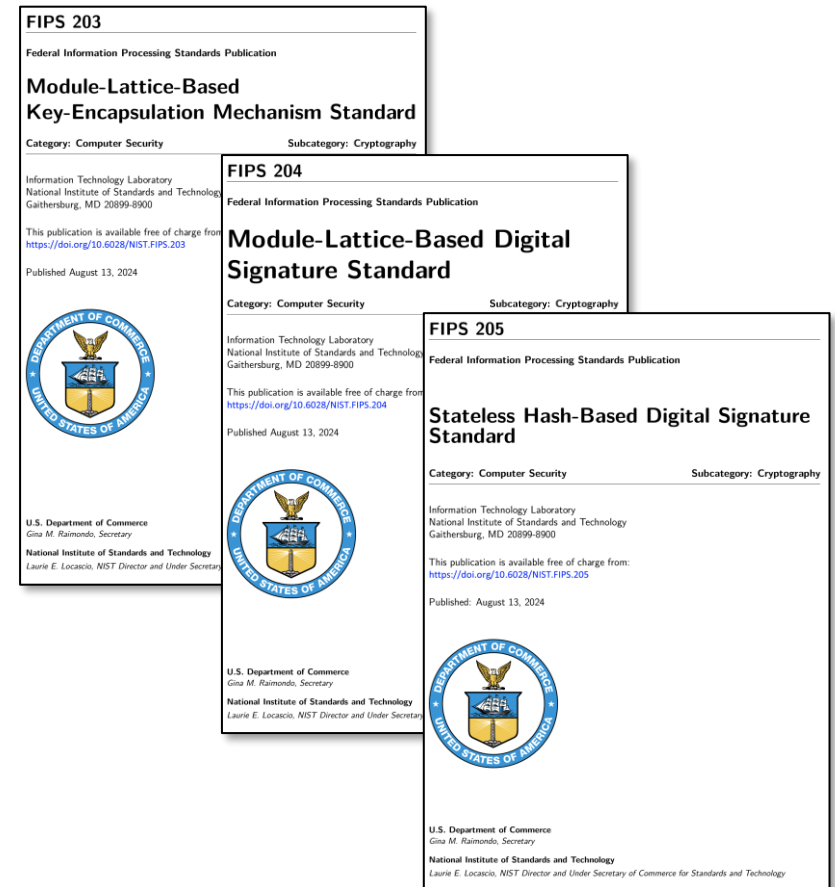 FIPS 203
Federal Information Processing Standards Publication
Module-Lattice-Based
Key-Encapsulation Mechanism Standard
Category: Computer Security Subcategory: Cryptography
Information Technology Laboratory
National Institute of Standards and Technology
Gaithersburg, MD 20899-8900
This publication is available free of charge from
https://doi.org/10.6028/NIST.FIPS.203
Published August 13, 2024
DEPARTMENT OF COMMERCE
UNITED STATES OF AMERICA
U.S. Department of Commerce
Gina M. Raimondo, Secretary
National Institute of Standards and Technology
Laurie E. Locascio, NIST Director and Under Secretary
FIPS 204
Federal Information Processing Standards Publication
Module-Lattice-Based Digital
Signature Standard
Category: Computer Security Subcategory: Cryptography
Information Technology Laboratory
National Institute of Standards and Technology
Gaithersburg, MD 20899-8900
This publication is available free of charge from
https://doi.org/10.6028/NIST.FIPS.204
Published August 13, 2024
DEPARTMENT OF COMMERCE
UNITED STATES OF AMERICA
U.S. Department of Commerce
Gina M. Raimondo, Secretary
National Institute of Standards and Technology
Laurie E. Locascio, NIST Director and Under Secretary
FIPS 205
Federal Information Processing Standards Publication
Stateless Hash-Based Digital Signature
Standard
Category: Computer Security Subcategory: Cryptography
Information Technology Laboratory
National Institute of Standards and Technology
Gaithersburg, MD 20899-8900
This publication is available free of charge from:
https://doi.org/10.6028/NIST.FIPS.205
Published: August 13, 2024
DEPARTMENT OF COMMERCE
UNITED STATES OF AMERICA
U.S. Department of Commerce
Gina M. Raimondo, Secretary
National Institute of Standards and Technology
Laurie E. Locascio, NIST Director and Under Secretary of Commerce for Standards and Technology